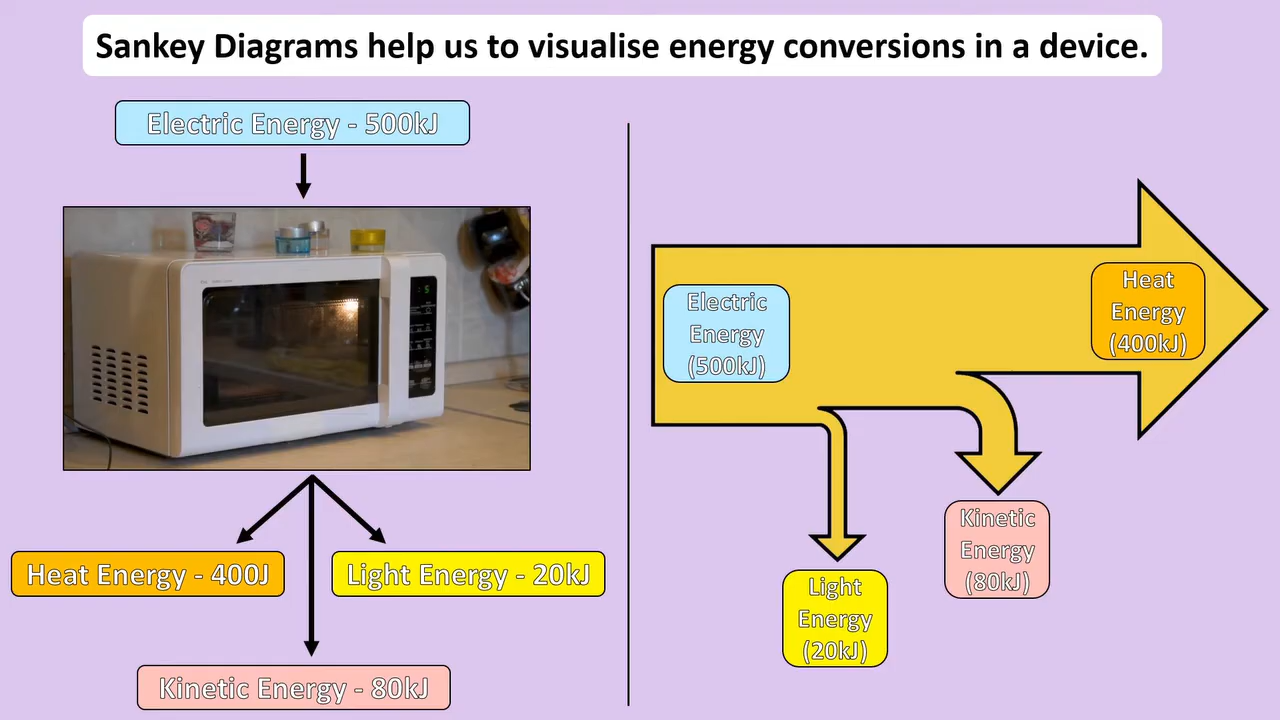 Sankey Diagrams help us to visualise energy conversions in a device.
Electric Energy - 500kJ
Heat Energy - 400J
Light Energy - 20kJ
Kinetic Energy - 80kJ
Electric
Energy
(500kJ)
Heat
Energy
(400kJ)
Kinetic
Energy
(80kJ)
Light
Energy
(20kJ)